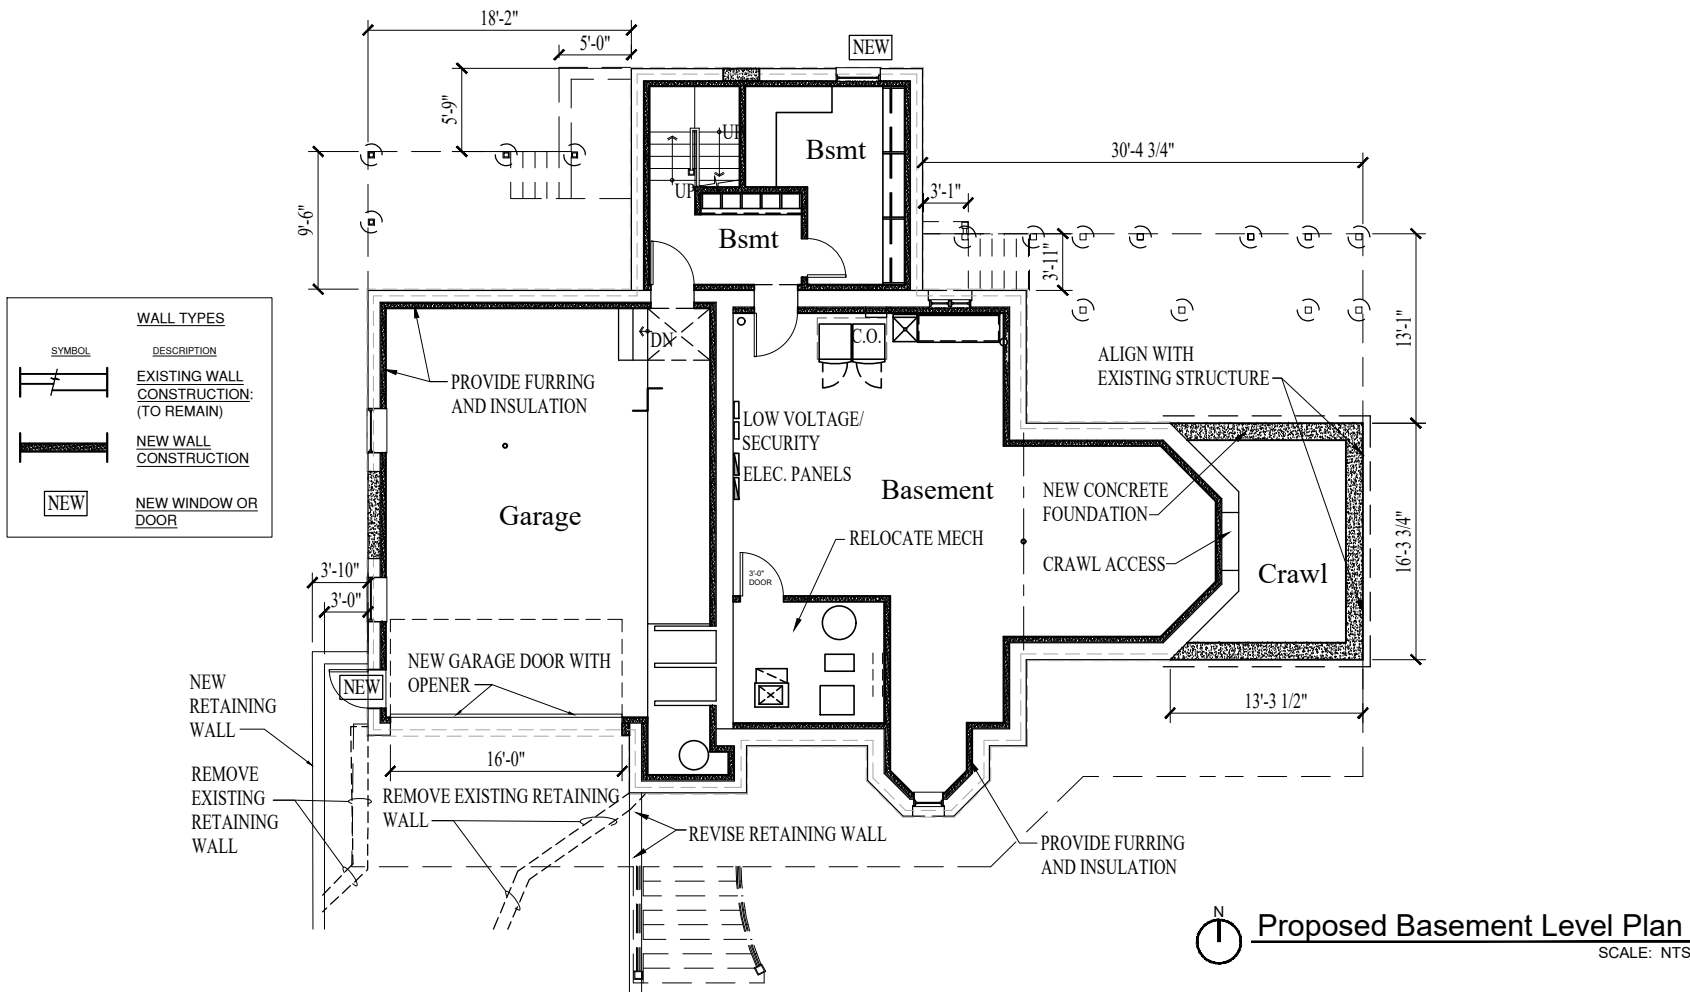 18'-2"
5'-0"
NEW
5'-9"
UP
Bsmt
30'-4 3/4"
UP
3'-1"
9'-6"
Bsmt
3'-11"
WALL TYPES
SYMBOL
DESCRIPTION
EXISTING WALL
CONSTRUCTION:
(TO REMAIN)
NEW WALL
CONSTRUCTION
NEW
NEW WINDOW OR
DOOR
DN
C.O.
13'-1"
ALIGN WITH
EXISTING STRUCTURE
PROVIDE FURRING
AND INSULATION
LOW VOLTAGE/
SECURITY
ELEC. PANELS
Basement
NEW CONCRETE
FOUNDATION
Garage
RELOCATE MECH
CRAWL ACCESS
Crawl
16'-3 3/4"
3'-10"
3'-0"
3'-0"
DOOR
NEW GARAGE DOOR WITH
OPENER
NEW
NEW
RETAINING
WALL
13'-3 1/2"
16'-0"
REMOVE
EXISTING
RETAINING
WALL
REMOVE EXISTING RETAINING
WALL
REVISE RETAINING WALL
PROVIDE FURRING
AND INSULATION
N
Proposed Basement Level Plan
SCALE: NTS